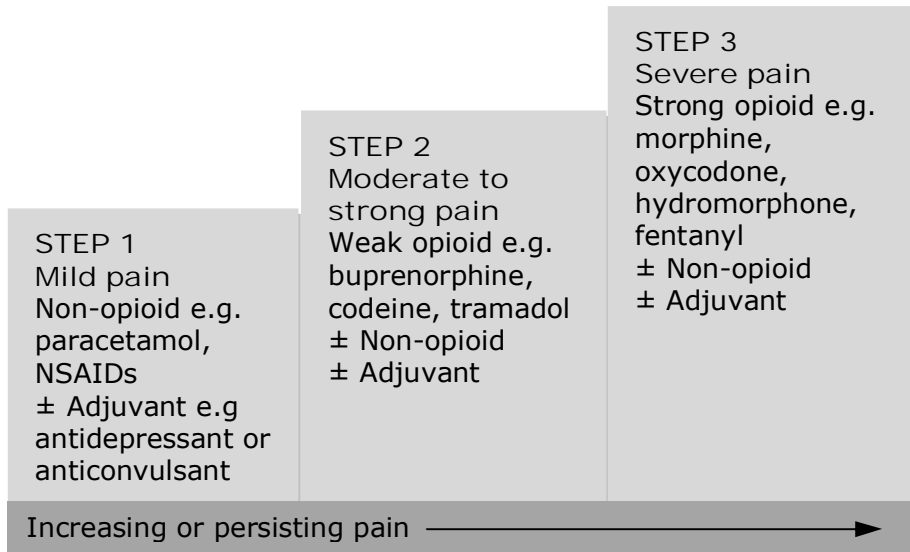 STEP 1
Mild pain
Non-opioid e.g.
paracetamol,
NSAIDs
± Adjuvant e.g
antidepressant or
anticonvulsant
STEP 2
Moderate to
strong pain
Weak opioid e.g.
buprenorphine,
codeine, tramadol
± Non-opioid
± Adjuvant
STEP 3
Severe pain
Strong opioid e.g.
morphine,
oxycodone,
hydromorphone,
fentanyl
± Non-opioid
± Adjuvant
Increasing or persisting pain